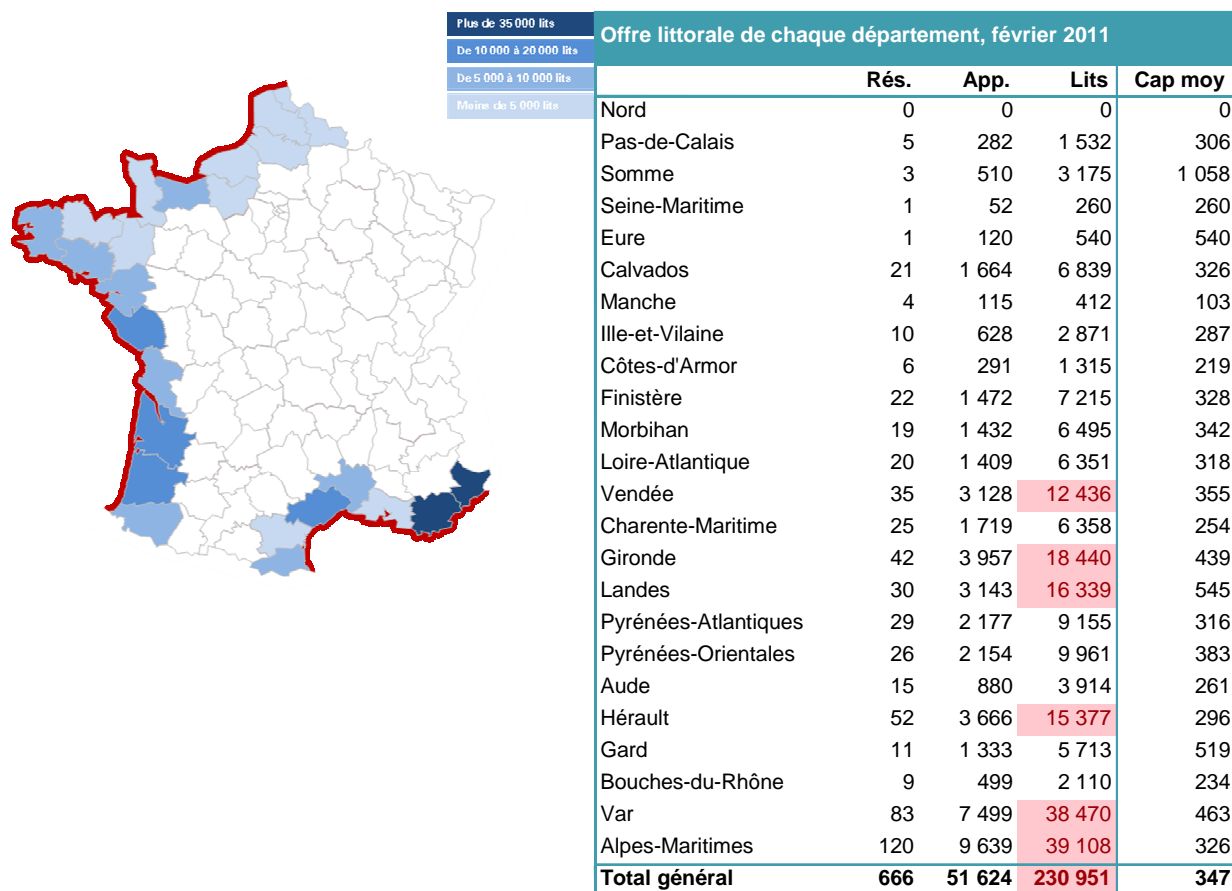 Plus de 35 000 lits
De 10 000 à 20 000 lits
De 5 000 à 10 000 lits
Moins de 5 000 lits
Offre littorale de chaque département, février 2011
Rés. App. Lits Cap moy
Nord 0 0 0 0
Pas-de-Calais 5 282 1 532 306
Somme 3 510 3 175 1 058
Seine-Maritime 1 52 260 260
Eure 1 120 540 540
Calvados 21 1 664 6 839 326
Manche 4 115 412 103
Ille-et-Vilaine 10 628 2 871 287
Côtes-d'Armor 6 291 1 315 219
Finistère 22 1 472 7 215 328
Morbihan 19 1 432 6 495 342
Loire-Atlantique 20 1 409 6 351 318
Vendée 35 3 128 12 436 355
Charente-Maritime 25 1 719 6 358 254
Gironde 42 3 957 18 440 439
Landes 30 3 143 16 339 545
Pyrénées-Atlantiques 29 2 177 9 155 316
Pyrénées-Orientales 26 2 154 9 961 383
Aude 15 880 3 914 261
Hérault 52 3 666 15 377 296
Gard 11 1 333 5 713 519
Bouches-du-Rhône 9 499 2 110 234
Var 83 7 499 38 470 463
Alpes-Maritimes 120 9 639 39 108 326
Total général 666 51 624 230 951 347